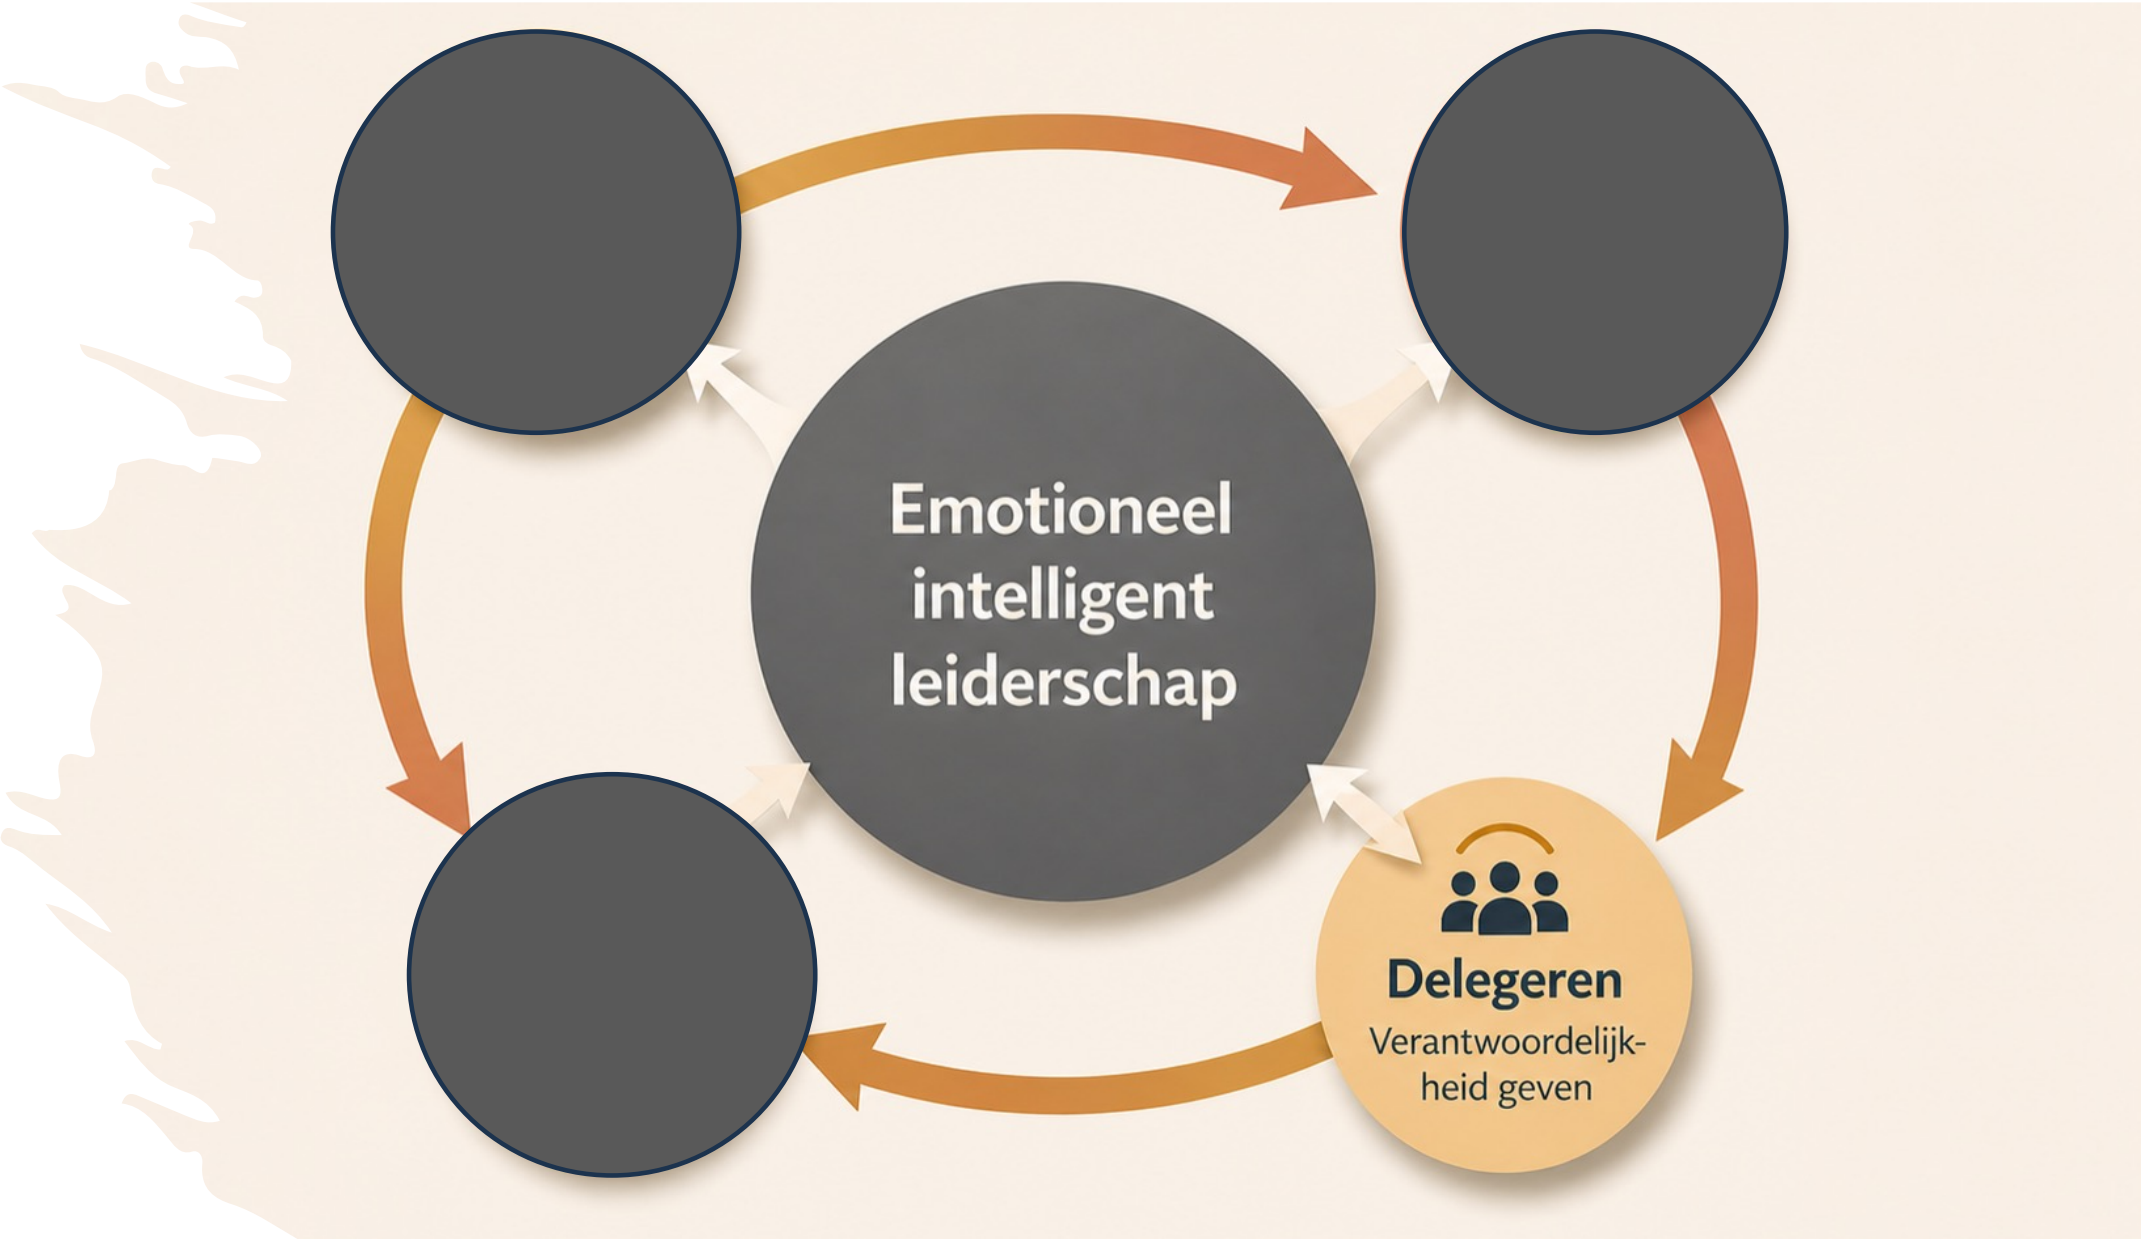 Emotioneel
intelligent
leiderschap
Delegeren
Verantwoordelijk-
heid geven